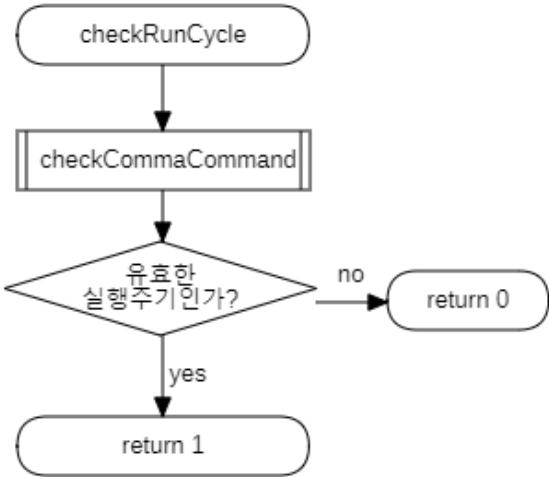 checkRunCycle
checkCommaCommand
유효한
실행주기인가?
no
return 0
yes
return 1